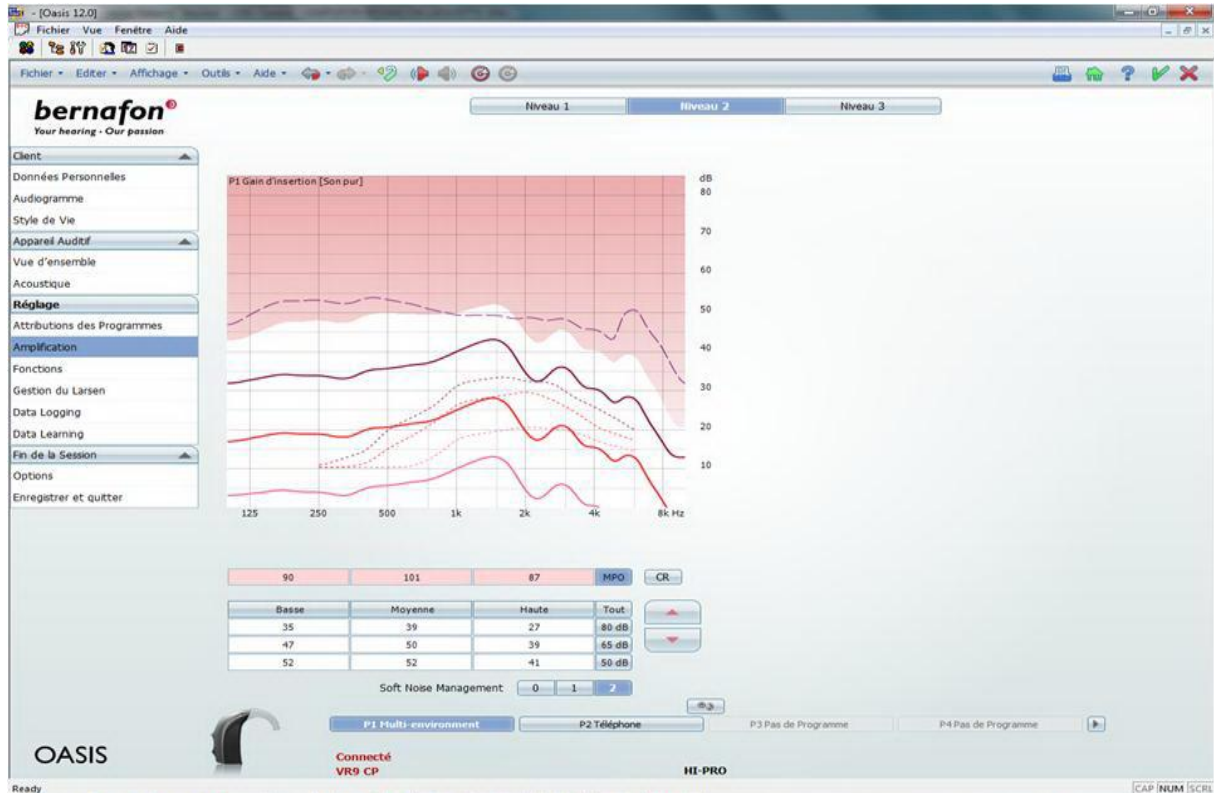 - [Oasis 12.0]
Fichier Vue Fenêtre Aide
Fichier Editer Affichage Outils Aide
bernafon
Your hearing · Our passion
Niveau 1 Niveau 2 Niveau 3
Client
Données Personnelles
Audiogramme
Style de Vie
Appareil Auditif
Vue d'ensemble
Acoustique
Réglage
Attributions des Programmes
Amplification
Fonctions
Gestion du Larsen
Data Logging
Data Learning
Fin de la Session
Options
Enregistrer et quitter
P1 Gain d'insertion [Son pur]
dB
80
70
60
50
40
30
20
10
125 250 500 1k 2k 4k 8k Hz
90 101 87 MPO CR
Basse Moyenne Haute Tout
35 39 27 80 dB
47 50 39 65 dB
52 52 41 50 dB
Soft Noise Management 0 1 2
P1 Multi-environment P2 Téléphone P3 Pas de Programme P4 Pas de Programme
OASIS
Connecté
VR9 CP HI-PRO
Ready CAP NUM SCRL